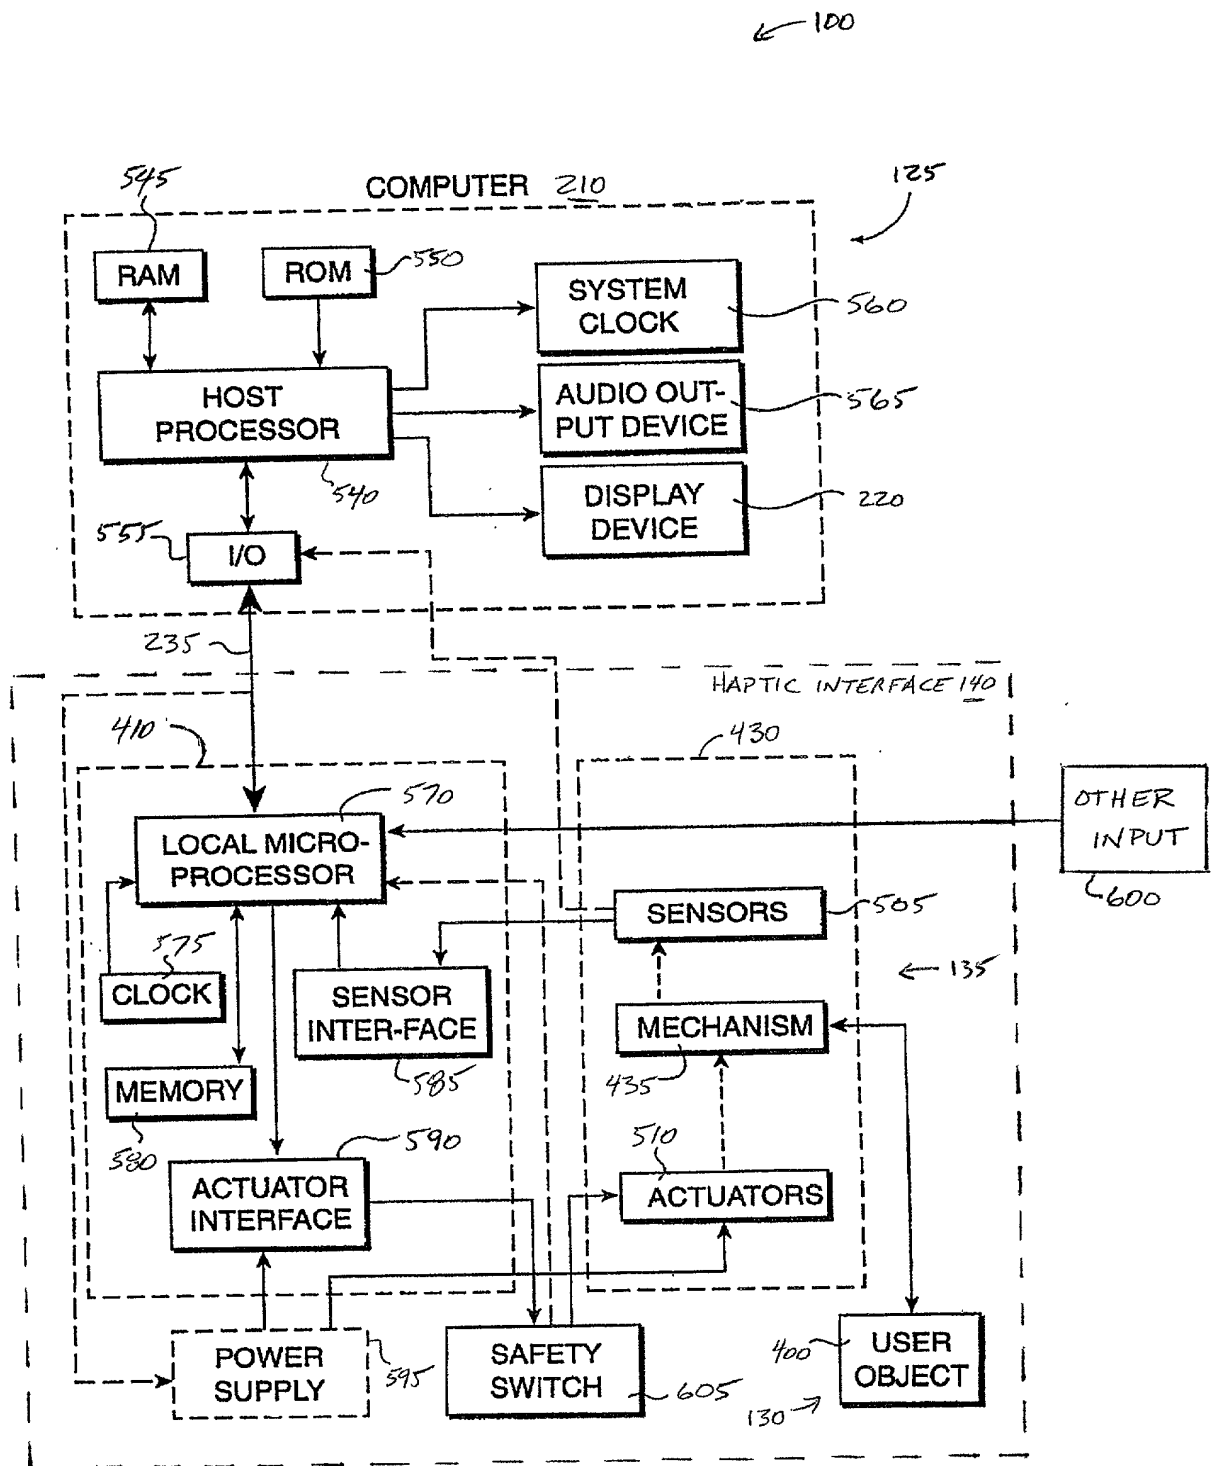 100
545
COMPUTER 210
125
RAM
ROM
550
SYSTEM
CLOCK
560
HOST
PROCESSOR
AUDIO OUT-
PUT DEVICE
565
540
DISPLAY
DEVICE
220
555
I/O
235
HAPTIC INTERFACE 140
410
430
570
OTHER
INPUT
LOCAL MICRO-
PROCESSOR
600
SENSORS
505
575
CLOCK
SENSOR
INTER-FACE
135
MECHANISM
585
435
MEMORY
580
590
510
ACTUATOR
INTERFACE
ACTUATORS
POWER
SUPPLY
595
SAFETY
SWITCH
605
400
USER
OBJECT
130